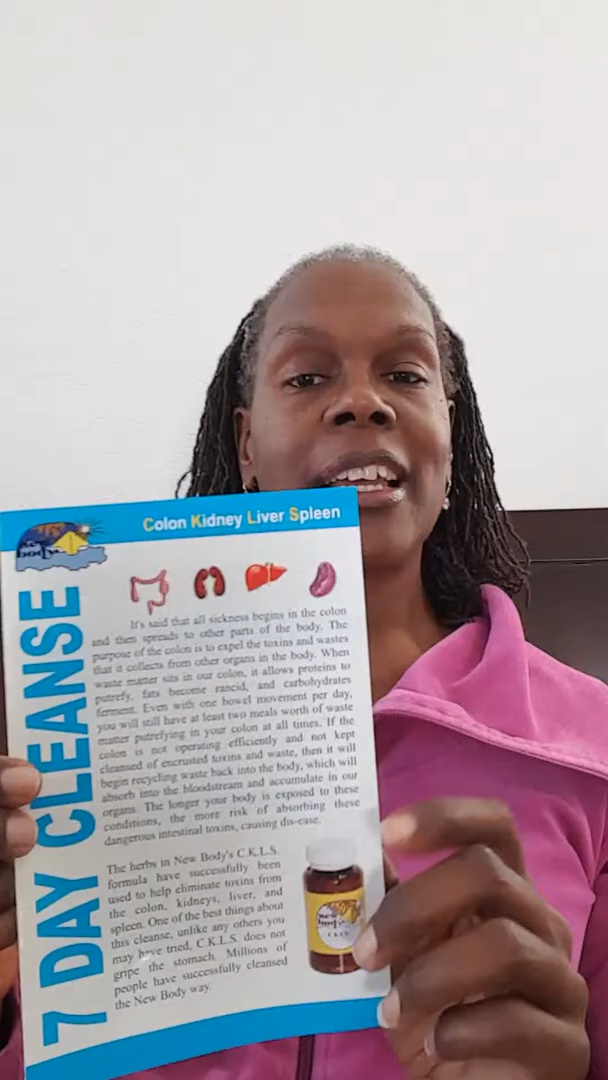 new
body
Colon Kidney Liver Spleen
7 DAY CLEANSE
It's said that all sickness begins in the colon
and then spreads to other parts of the body. The
purpose of the colon is to expel the toxins and wastes
that it collects from other organs in the body. When
waste matter sits in our colon, it allows proteins to
putrefy, fats become rancid, and carbohydrates
ferment. Even with one bowel movement per day,
you will still have at least two meals worth of waste
matter putrefying in your colon at all times. If the
colon is not operating efficiently and not kept
cleansed of encrusted toxins and waste, then it will
begin recycling waste back into the body, which will
absorb into the bloodstream and accumulate in our
organs. The longer your body is exposed to these
conditions, the more risk of absorbing these
dangerous intestinal toxins, causing dis-ease.
The herbs in New Body's C.K.L.S.
formula have successfully been
used to help eliminate toxins from
the colon, kidneys, liver, and
spleen. One of the best things about
this cleanse, unlike any others you
may have tried, C.K.L.S. does not
gripe the stomach. Millions of
people have successfully cleansed
the New Body way.
new
body
C.K.L.S.